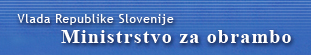 Vlada Republike Slovenije
Ministrstvo za obrambo